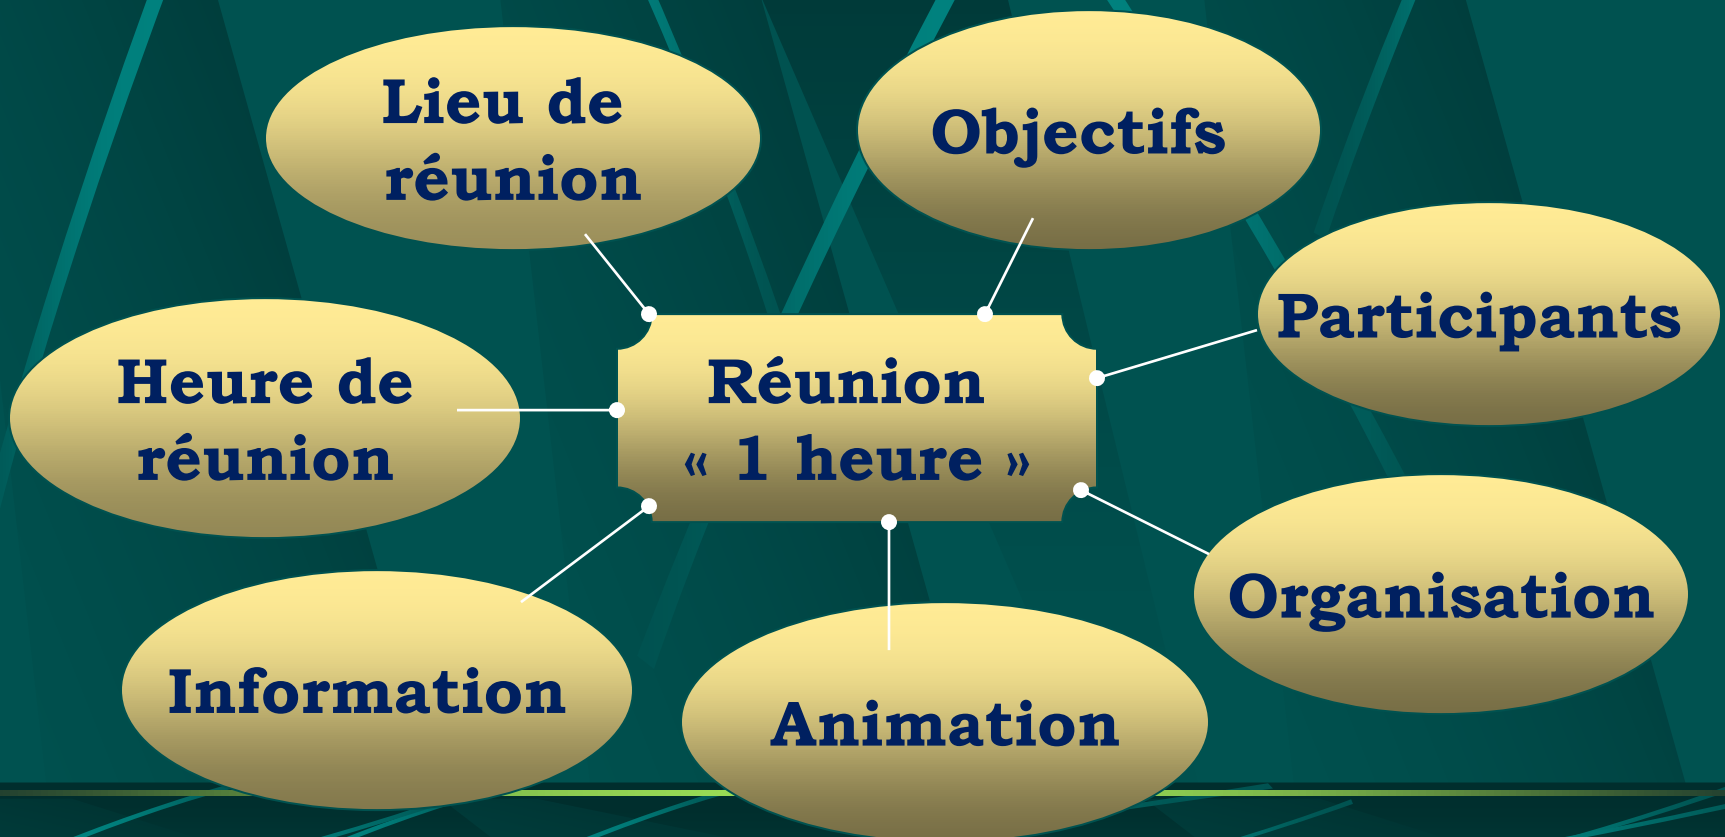 Lieu de
réunion
Objectifs
Participants
Heure de
réunion
Réunion
« 1 heure »
Organisation
Information
Animation